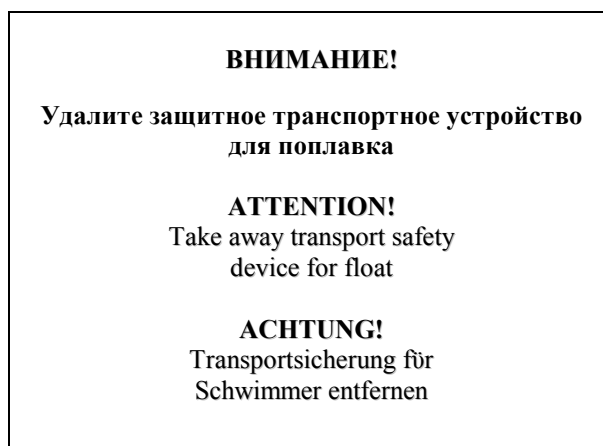 ВНИМАНИЕ!
Удалите защитное транспортное устройство
для поплавка
ATTENTION!
Take away transport safety
device for float
ACHTUNG!
Transportsicherung fϋr
Schwimmer entfernen